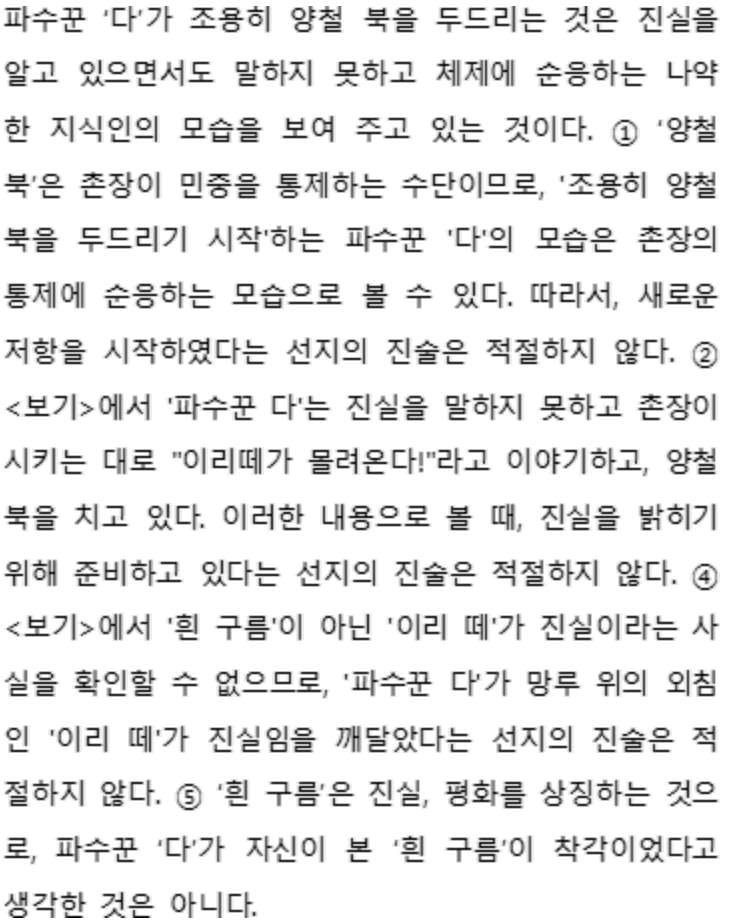 파수꾼 ‘다’가 조용히 양철 북을 두드리는 것은 진실을
알고 있으면서도 말하지 못하고 체제에 순응하는 나약
한 지식인의 모습을 보여 주고 있는 것이다. ① ‘양철
북’은 촌장이 민중을 통제하는 수단이므로, '조용히 양철
북을 두드리기 시작'하는 파수꾼 '다'의 모습은 촌장의
통제에 순응하는 모습으로 볼 수 있다. 따라서, 새로운
저항을 시작하였다는 선지의 진술은 적절하지 않다. ②
<보기>에서 '파수꾼 다'는 진실을 말하지 못하고 촌장이
시키는 대로 "이리떼가 몰려온다!"라고 이야기하고, 양철
북을 치고 있다. 이러한 내용으로 볼 때, 진실을 밝히기
위해 준비하고 있다는 선지의 진술은 적절하지 않다. ④
<보기>에서 '흰 구름'이 아닌 '이리 떼'가 진실이라는 사
실을 확인할 수 없으므로, '파수꾼 다'가 망루 위의 외침
인 '이리 떼'가 진실임을 깨달았다는 선지의 진술은 적
절하지 않다. ⑤ ‘흰 구름’은 진실, 평화를 상징하는 것으
로, 파수꾼 ‘다’가 자신이 본 ‘흰 구름’이 착각이었다고
생각한 것은 아니다.